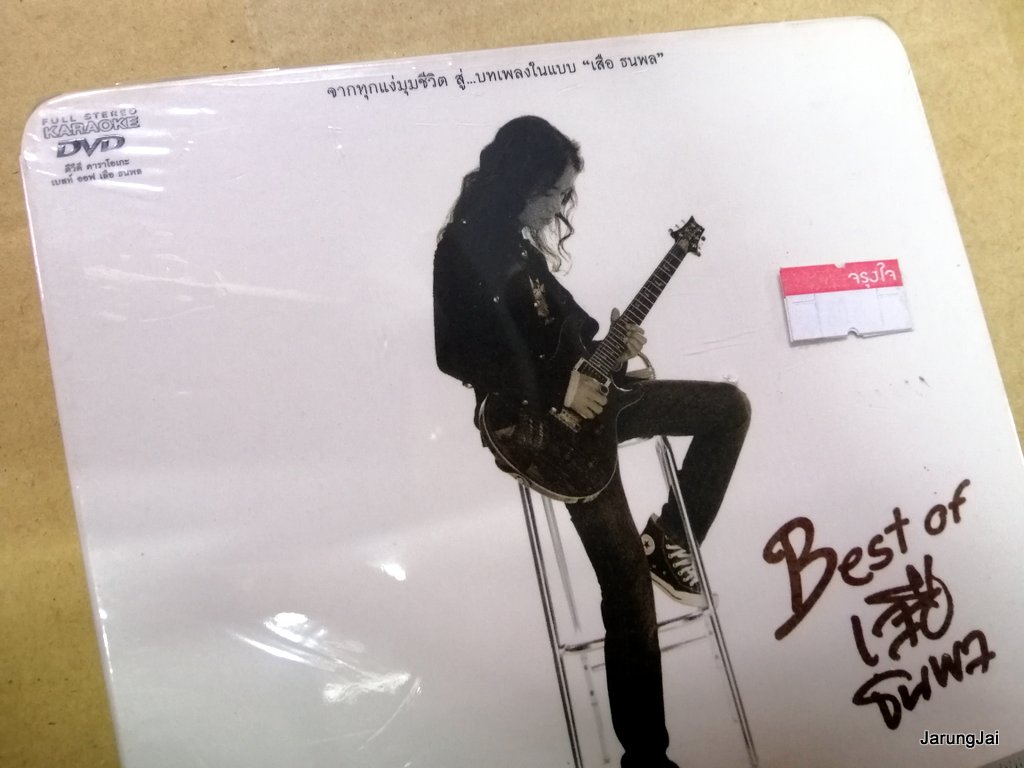 จากทุกแง่มุมชีวิต สู่...บทเพลงในแบบ “เสือ ธนพล”
FULL STEREO
KARAOKE
DVD
ดีวีดี คาราโอเกะ
เบสท์ ออฟ เสือ ธนพล
จรุงใจ
Best of
เสือ
ธนพล
JarungJai